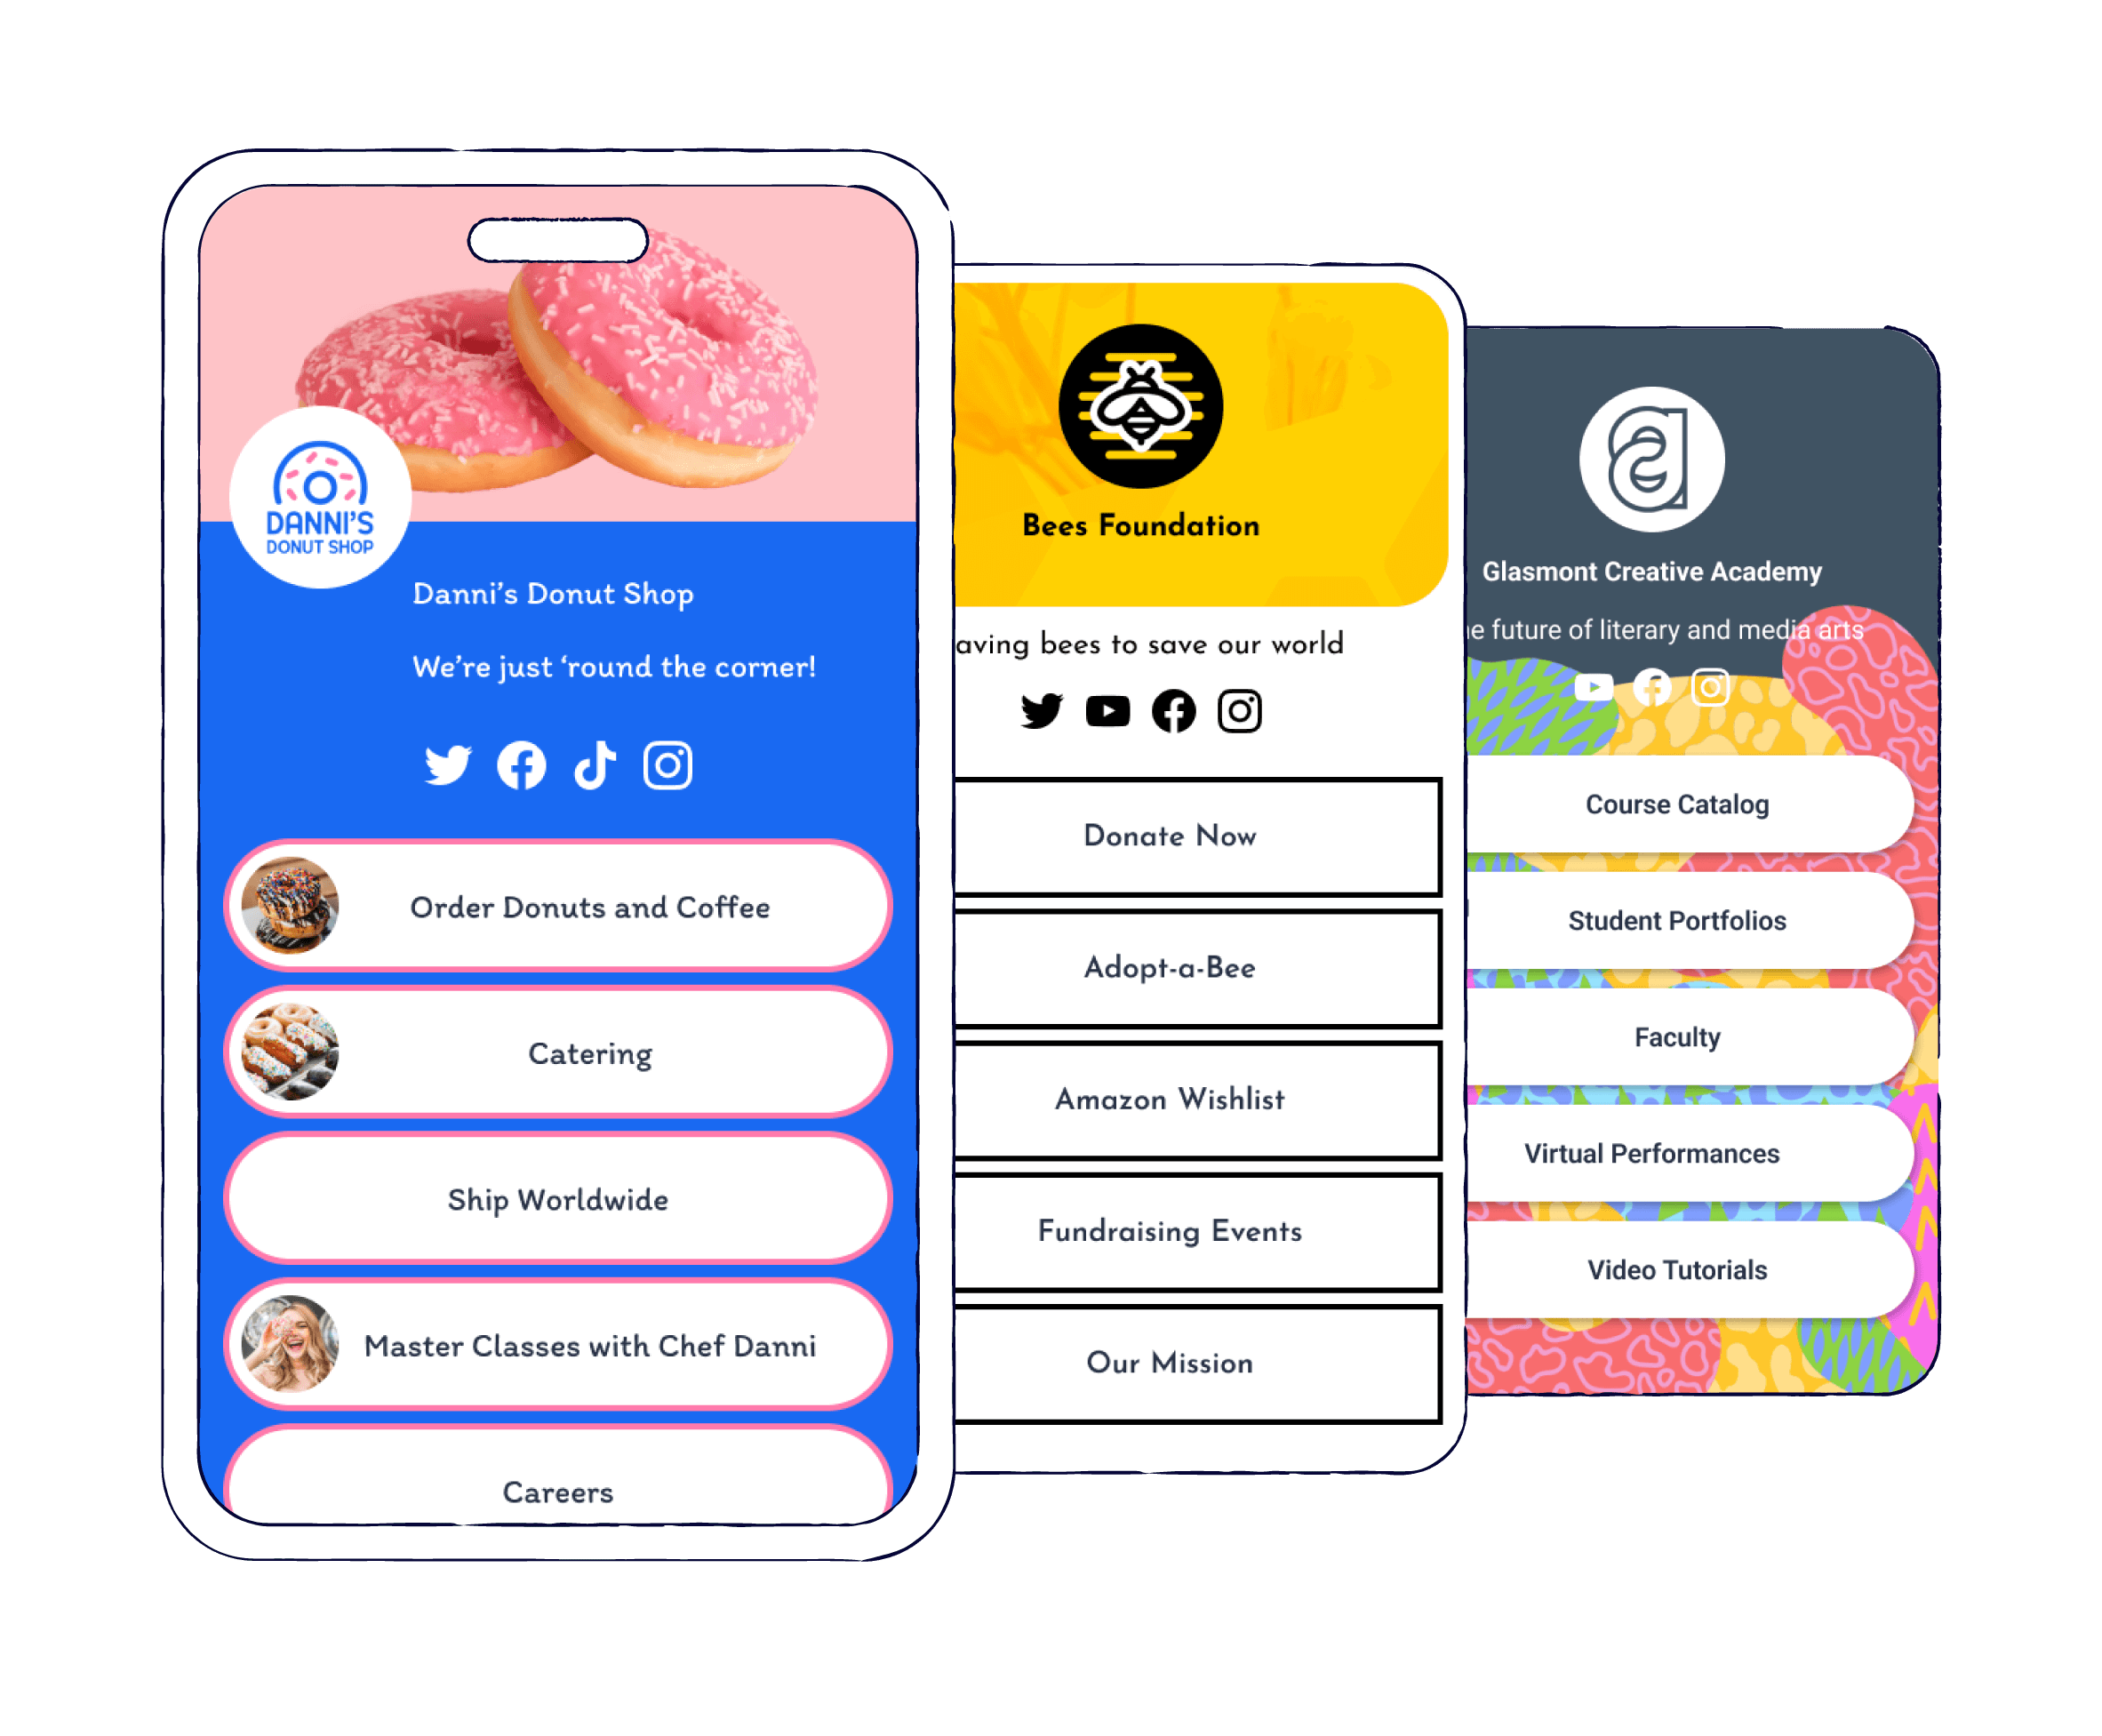 DANNI'S
DONUT SHOP
Danni's Donut Shop
We're just 'round the corner!
Order Donuts and Coffee
Catering
Ship Worldwide
Master Classes with Chef Danni
Careers
Bees Foundation
aving bees to save our world
Donate Now
Adopt-a-Bee
Amazon Wishlist
Fundraising Events
Our Mission
Glasmont Creative Academy
e future of literary and media arts
Course Catalog
Student Portfolios
Faculty
Virtual Performances
Video Tutorials